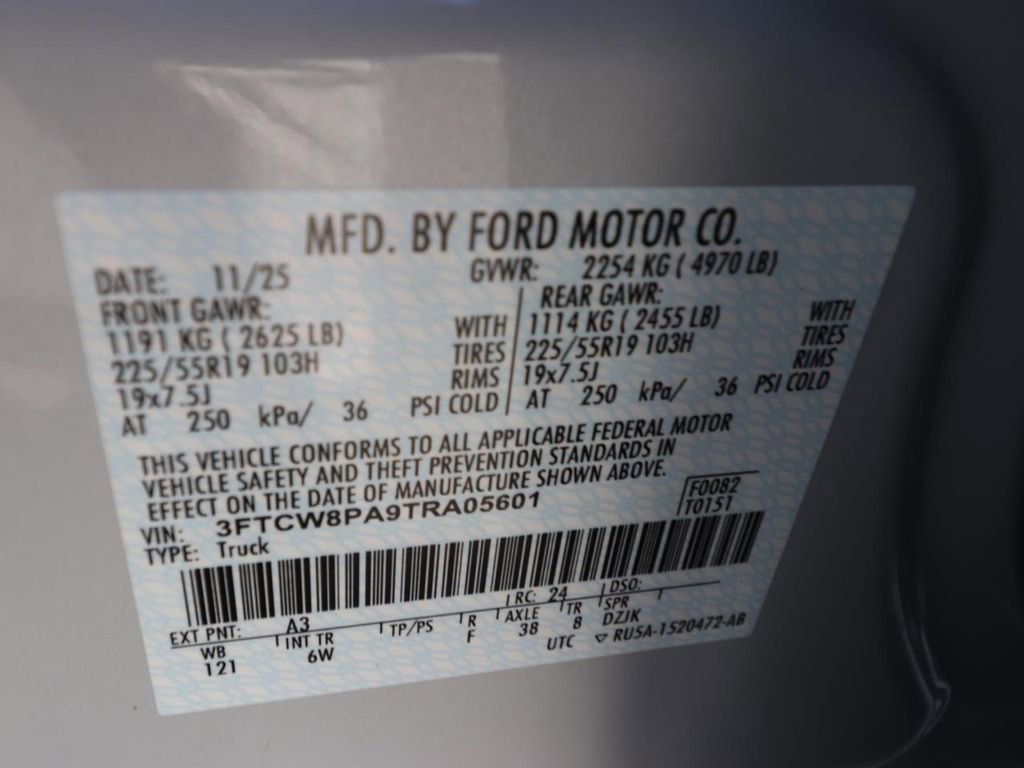 MFD. BY FORD MOTOR CO.
DATE: 11/25 GVWR: 2254 KG ( 4970 LB)
FRONT GAWR: REAR GAWR:
1191 KG ( 2625 LB) WITH 1114 KG ( 2455 LB) WITH
225/55R19 103H TIRES 225/55R19 103H TIRES
19x7.5J RIMS 19x7.5J RIMS
AT 250 kPa/ 36 PSI COLD AT 250 kPa/ 36 PSI COLD
THIS VEHICLE CONFORMS TO ALL APPLICABLE FEDERAL MOTOR
VEHICLE SAFETY AND THEFT PREVENTION STANDARDS IN
EFFECT ON THE DATE OF MANUFACTURE SHOWN ABOVE.
VIN: 3FTCW8PA9TRA05601 F0082
TYPE: Truck T0151
EXT PNT: A3 RC: 24 DSO:
WB INT TR TP/PS R AXLE TR SPR
121 6W F 38 8 DZJK
UTC ▽ RU5A-1520472-AB